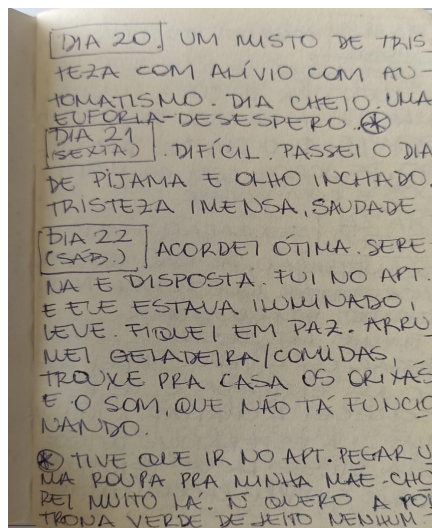 DIA 20. UM MISTO DE TRIS
TEZA COM ALÍVIO COM AU-
TOMATISMO. DIA CHEIO. UMA
EUFORIA-DESESPERO. ✱
DIA 21
(SEXTA) . DIFÍCIL. PASSEI O DIA
DE PIJAMA E OLHO INCHADO.
TRISTEZA IMENSA, SAUDADE
DIA 22
(SÁB.) ACORDEI ÓTIMA. SERE-
NA E DISPOSTA. FUI NO APT.
E ELE ESTAVA ILUMINADO,
LEVE. FIQUEI EM PAZ. ARRU
MEI GELADEIRA/COMIDAS,
TROUXE PRA CASA OS ORIXÁS
E O SOM, QUE NÃO TÁ FUNCIO
NANDO.
✱ TIVE QUE IR NO APT. PEGAR U
MA ROUPA PRA MINHA MÃE-CHO
REI MUITO LÁ. Ñ QUERO A POL
TRONA VERDE DE JEITO NENHUM